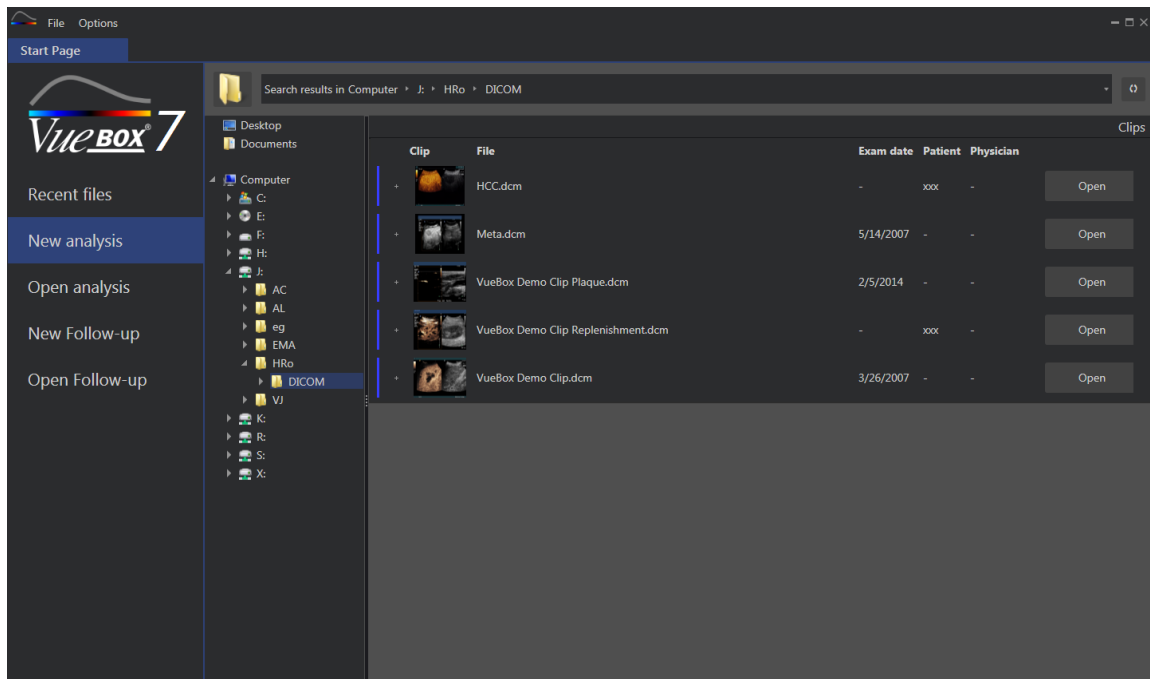 File Options
Start Page
VueBOX® 7
Recent files
New analysis
Open analysis
New Follow-up
Open Follow-up
Search results in Computer J: HRo DICOM
Desktop
Documents
Computer
C:
E:
F:
H:
J:
AC
AL
eg
EMA
HRo
DICOM
VJ
K:
R:
S:
X:
Clips
Clip File Exam date Patient Physician
+ HCC.dcm - xxx - Open
+ Meta.dcm 5/14/2007 - - Open
+ VueBox Demo Clip Plaque.dcm 2/5/2014 - - Open
+ VueBox Demo Clip Replenishment.dcm - xxx - Open
+ VueBox Demo Clip.dcm 3/26/2007 - - Open